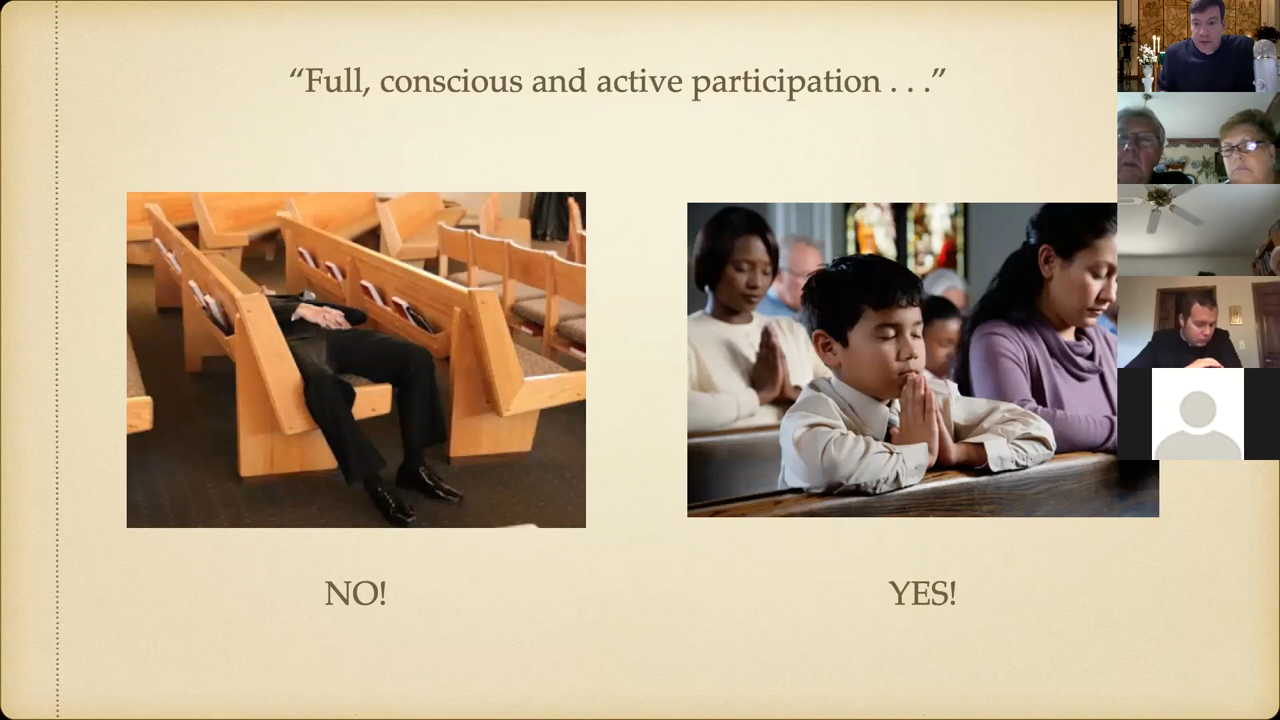 “Full, conscious and active participation . . .”
NO!
YES!